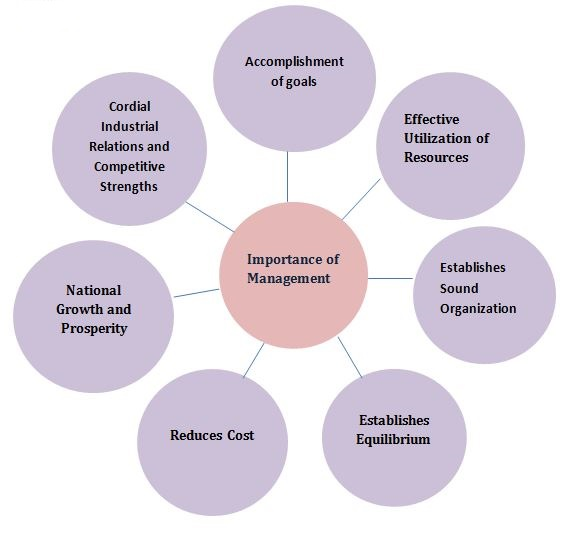 Accomplishment
of goals
Effective
Utilization of
Resources
Establishes
Sound
Organization
Establishes
Equilibrium
Reduces Cost
National
Growth and
Prosperity
Cordial
Industrial
Relations and
Competitive
Strengths
Importance of
Management